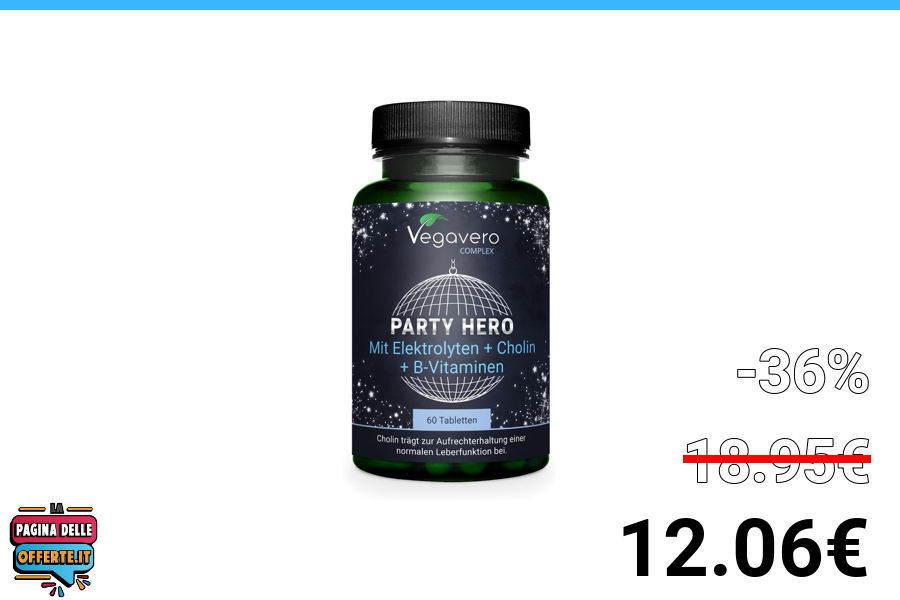 Vegavero
COMPLEX
PARTY HERO
Mit Elektrolyten + Cholin
+ B-Vitaminen
60 Tabletten
Cholin trägt zur Aufrechterhaltung einer
normalen Leberfunktion bei.
-36%
18.95€
12.06€
LA
PAGINA DELLE
OFFERTE.IT